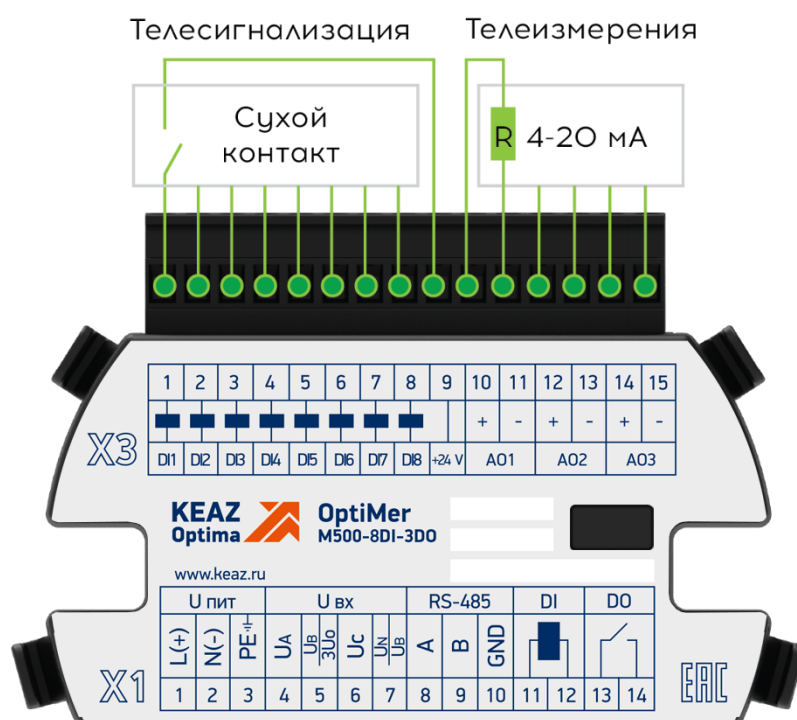 Телесигнализация Телеизмерения
Сухой
контакт
R 4-20 мА
1 2 3 4 5 6 7 8 9 10 11 12 13 14 15
+ - + - + -
X3
DI1 DI2 DI3 DI4 DI5 DI6 DI7 DI8 +24 V AO1 AO2 AO3
KEAZ
Optima
OptiMer
M500-8DI-3DO
www.keaz.ru
U пит U вх RS-485 DI DO
L(+) N(-) PE UA UB/3Uo UC UN/UB A B GND
X1
1 2 3 4 5 6 7 8 9 10 11 12 13 14
EAC